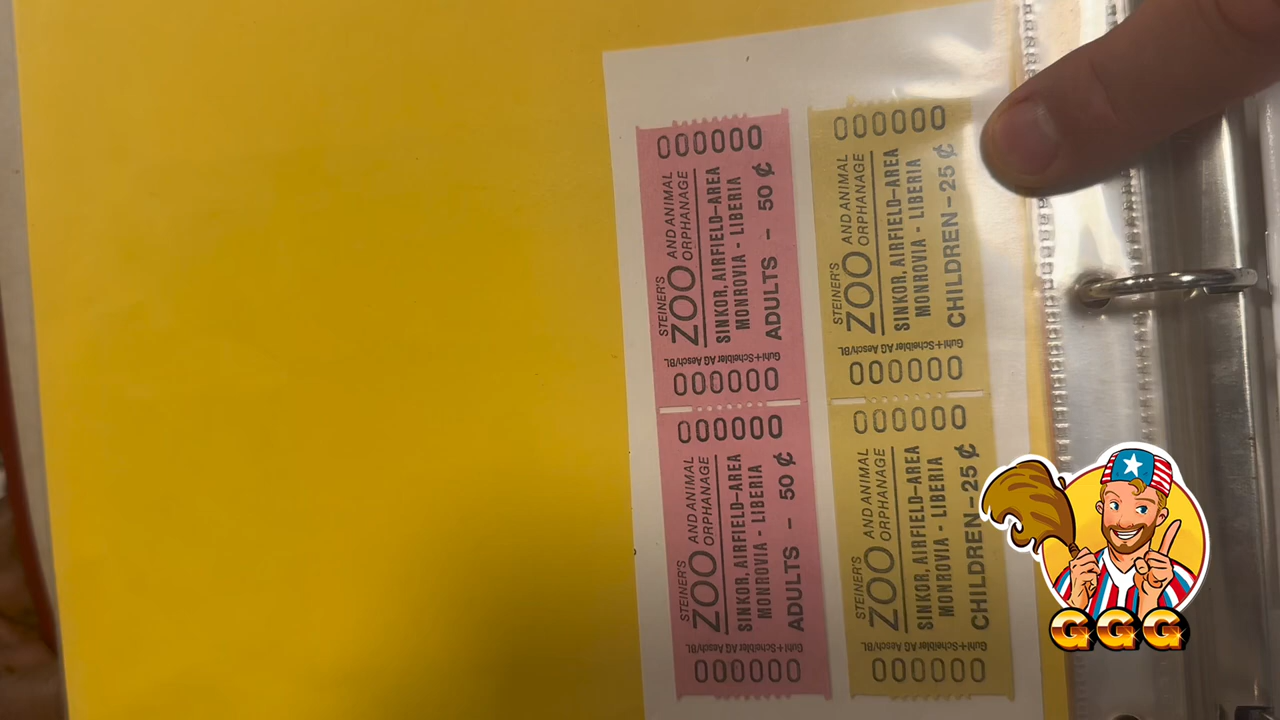 000000
STEINER'S
ZOO AND ANIMAL
ORPHANAGE
SINKOR, AIRFIELD-AREA
MONROVIA - LIBERIA
ADULTS - 50 ¢
Guhl+Scheibler AG Aesch/BL
000000
000000
STEINER'S
ZOO AND ANIMAL
ORPHANAGE
SINKOR, AIRFIELD-AREA
MONROVIA - LIBERIA
ADULTS - 50 ¢
Guhl+Scheibler AG Aesch/BL
000000
000000
STEINER'S
ZOO AND ANIMAL
ORPHANAGE
SINKOR, AIRFIELD-AREA
MONROVIA - LIBERIA
CHILDREN-25 ¢
Guhl+Scheibler AG Aesch/BL
000000
000000
STEINER'S
ZOO AND ANIMAL
ORPHANAGE
SINKOR, AIRFIELD-AREA
MONROVIA - LIBERIA
CHILDREN-25 ¢
Guhl+Scheibler AG Aesch/BL
000000
GGG